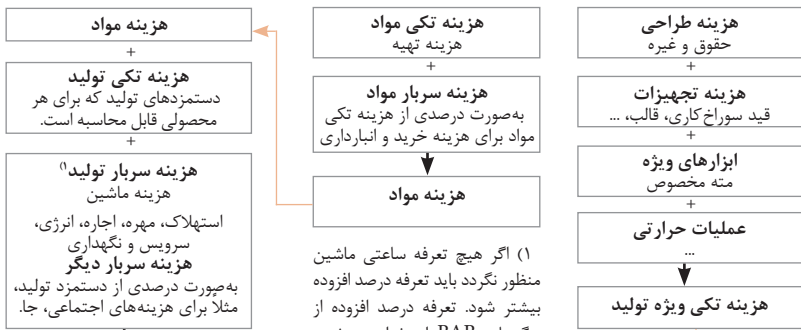 هزینه طراحی
حقوق و غیره
+
هزینه تجهیزات
قید سوراخ‌کاری، قالب، ...
+
ابزارهای ویژه
مته مخصوص
+
عملیات حرارتی
...
هزینه تکی ویژه تولید
هزینه تکی مواد
هزینه تهیه
+
هزینه سربار مواد
به‌صورت درصدی از هزینه تکی
مواد برای هزینه خرید و انبارداری
هزینه مواد
۱) اگر هیچ تعرفه ساعتی ماشین
منظور نگردد باید تعرفه درصد افزوده
بیشتر شود. تعرفه درصد افزوده از
BAB
هزینه مواد
+
هزینه تکی تولید
دستمزدهای تولید که برای هر
محصولی قابل محاسبه است.
+
هزینه سربار تولید(۱
هزینه ماشین
استهلاک، مهره، اجاره، انرژی،
سرویس و نگهداری
هزینه سربار دیگر
به‌صورت درصدی از دستمزد تولید،
مثلاً برای هزینه‌های اجتماعی، جا.